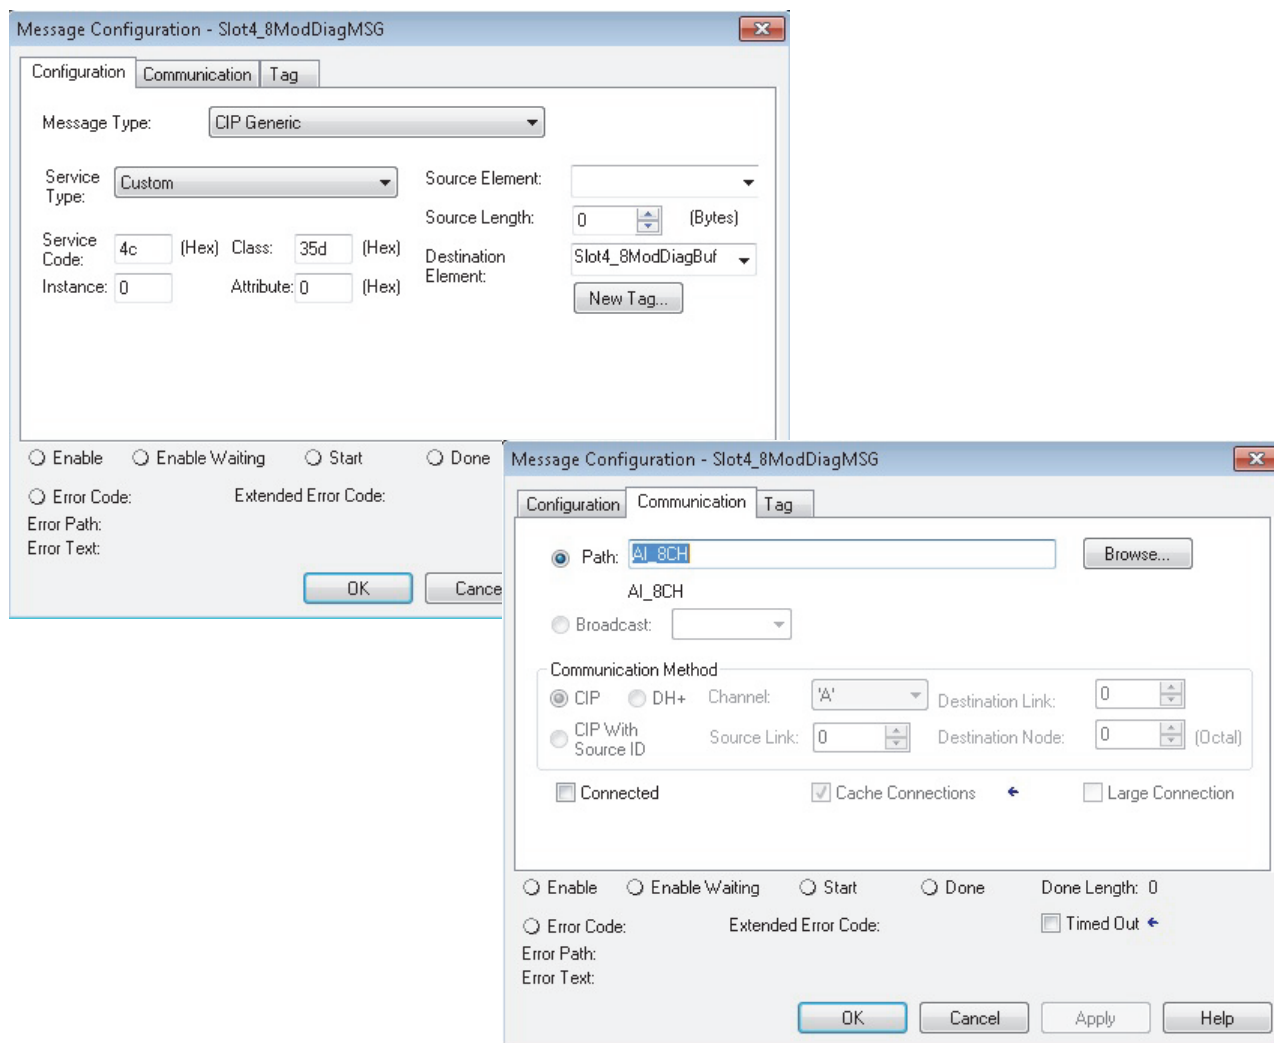 Message Configuration - Slot4_8ModDiagMSG
Configuration Communication Tag
Message Type: CIP Generic
Service Type: Custom
Source Element:
Source Length: 0 (Bytes)
Service Code: 4c (Hex) Class: 35d (Hex)
Destination Element: Slot4_8ModDiagBuf
Instance: 0 Attribute: 0 (Hex)
New Tag...
Enable Enable Waiting Start Done
Error Code: Extended Error Code:
Error Path:
Error Text:
OK Cance
Message Configuration - Slot4_8ModDiagMSG
Configuration Communication Tag
Path: AI_8CH Browse...
AI_8CH
Broadcast:
Communication Method
CIP DH+ Channel: 'A' Destination Link: 0
CIP With Source ID Source Link: 0 Destination Node: 0 (Octal)
Connected Cache Connections Large Connection
Enable Enable Waiting Start Done Done Length: 0
Error Code: Extended Error Code: Timed Out
Error Path:
Error Text:
OK Cancel Apply Help